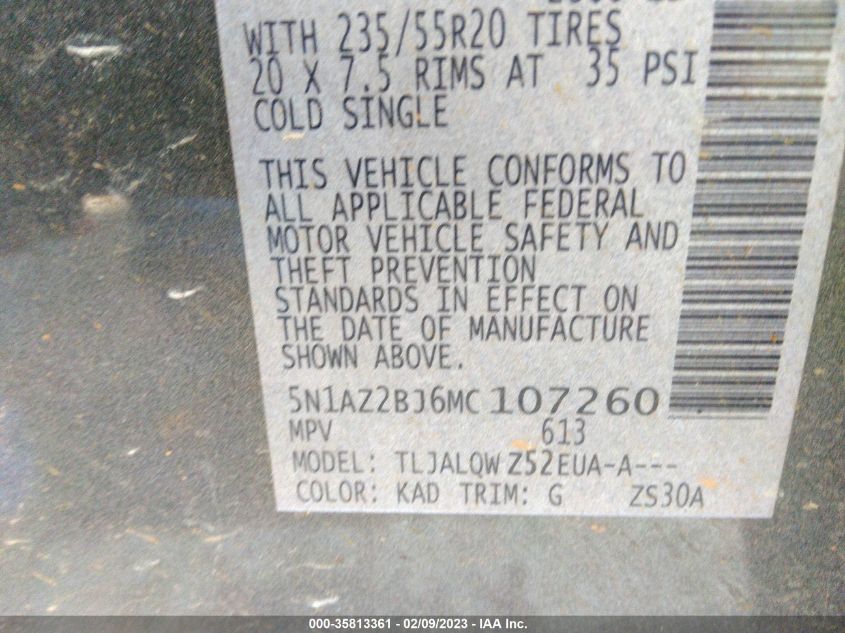 WITH 235/55R20 TIRES
20 X 7.5 RIMS AT 35 PSI
COLD SINGLE
THIS VEHICLE CONFORMS TO
ALL APPLICABLE FEDERAL
MOTOR VEHICLE SAFETY AND
THEFT PREVENTION
STANDARDS IN EFFECT ON
THE DATE OF MANUFACTURE
SHOWN ABOVE.
5N1AZ2BJ6MC107260
MPV 613
MODEL: TLJALQWZ52EUA-A---
COLOR: KAD TRIM: G ZS30A
000-35813361 - 02/09/2023 - IAA Inc.